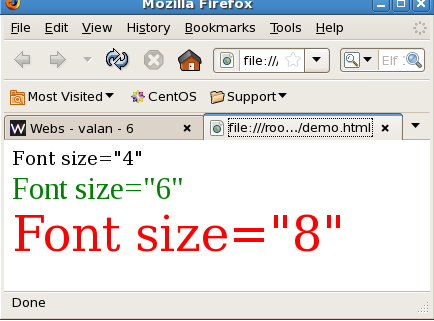 Mozilla Firefox
File Edit View History Bookmarks Tools Help
file:// Elf
Most Visited CentOS Support
Webs - valan - 6 file:///roo.../demo.html
Font size="4"
Font size="6"
Font size="8"
Done